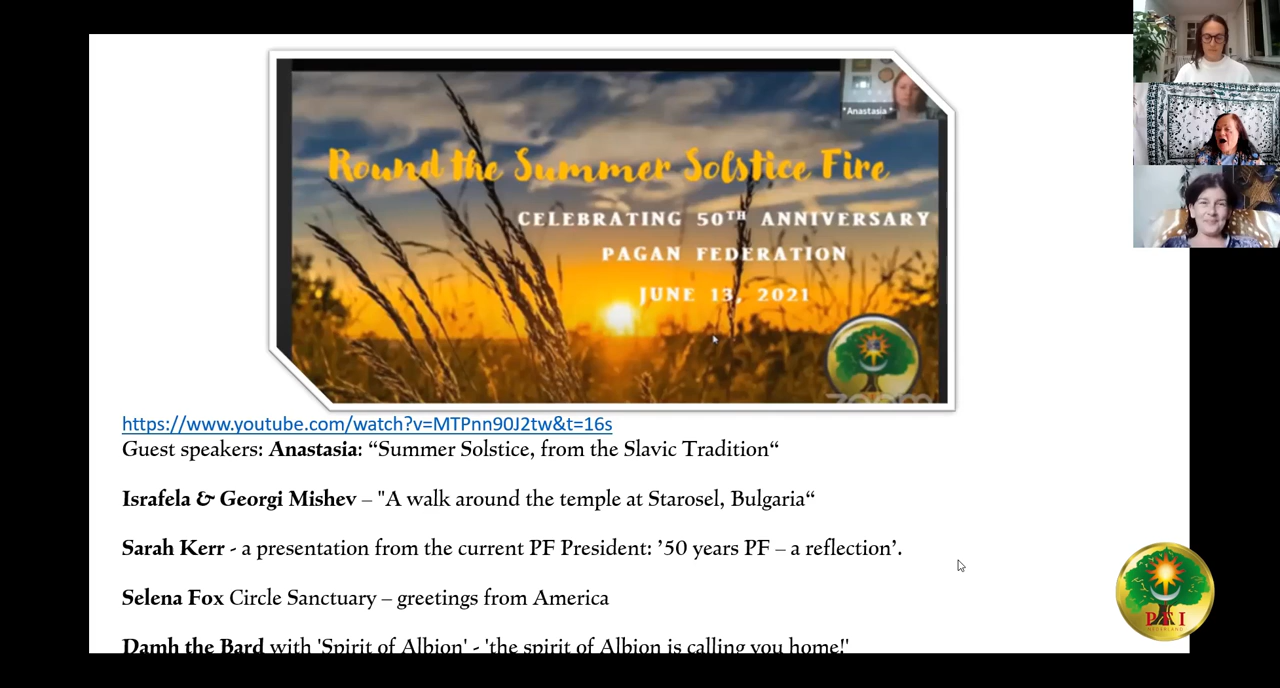 *Anastasia *
Round the Summer Solstice Fire
CELEBRATING 50TH ANNIVERSARY
PAGAN FEDERATION
JUNE 13, 2021
zoom
https://www.youtube.com/watch?v=MTPnn90J2tw&t=16s
Guest speakers: Anastasia: “Summer Solstice, from the Slavic Tradition“
Israfela & Georgi Mishev – "A walk around the temple at Starosel, Bulgaria“
Sarah Kerr - a presentation from the current PF President: ’50 years PF – a reflection’.
Selena Fox Circle Sanctuary – greetings from America
Damh the Bard with 'Spirit of Albion' - 'the spirit of Albion is calling you home!'
PFI
NEDERLAND